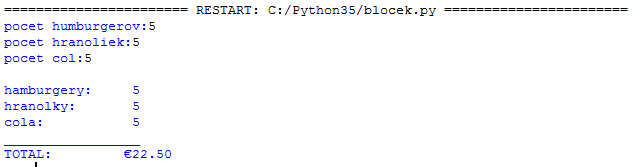 ======================== RESTART: C:/Python35/blocek.py ========================
pocet humburgerov:5
pocet hranoliek:5
pocet col:5
hamburgery: 5
hranolky: 5
cola: 5
__________________
TOTAL: €22.50